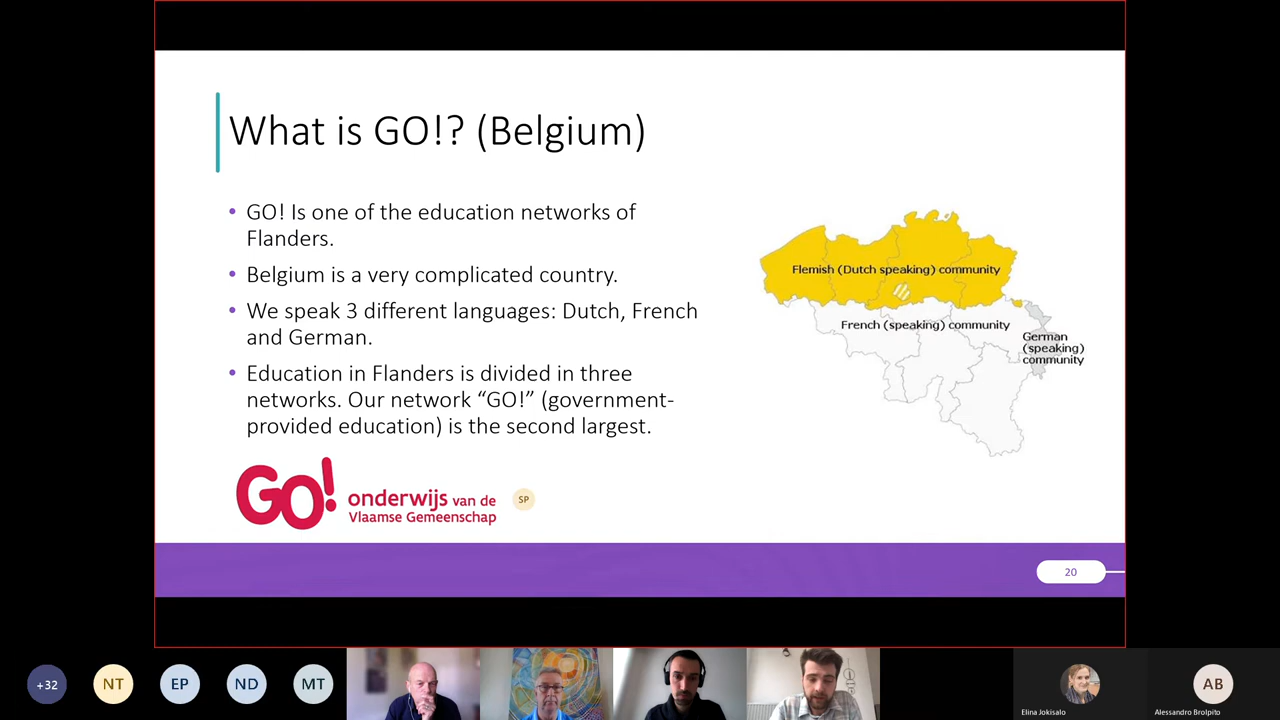 What is GO!? (Belgium)
• GO! Is one of the education networks of
Flanders.
• Belgium is a very complicated country.
• We speak 3 different languages: Dutch, French
and German.
• Education in Flanders is divided in three
networks. Our network “GO!” (government-
provided education) is the second largest.
Flemish (Dutch speaking) community
French (speaking) community
German
(speaking)
community
GO!
onderwijs van de
Vlaamse Gemeenschap
SP
20
+32
NT
EP
ND
MT
AB
Elina Jokisalo
Alessandro Brolpito